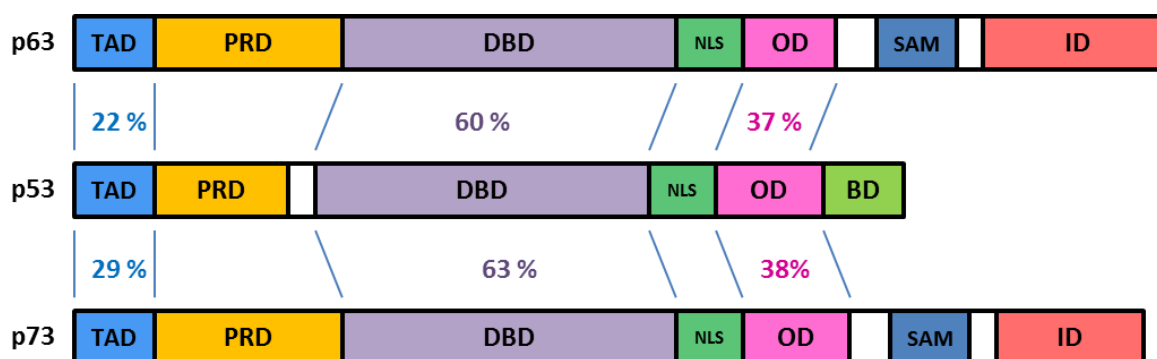 p63 TAD PRD DBD NLS OD SAM ID
22 % 60 % 37 %
p53 TAD PRD DBD NLS OD BD
29 % 63 % 38%
p73 TAD PRD DBD NLS OD SAM ID